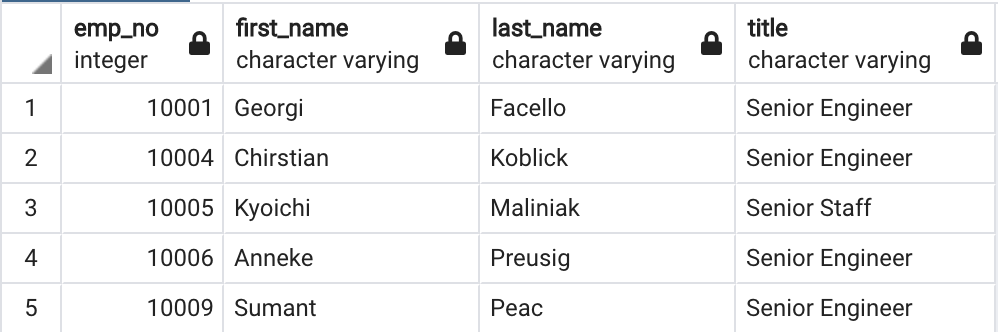 emp_no first_name last_name title
integer character varying character varying character varying
1 10001 Georgi Facello Senior Engineer
2 10004 Chirstian Koblick Senior Engineer
3 10005 Kyoichi Maliniak Senior Staff
4 10006 Anneke Preusig Senior Engineer
5 10009 Sumant Peac Senior Engineer